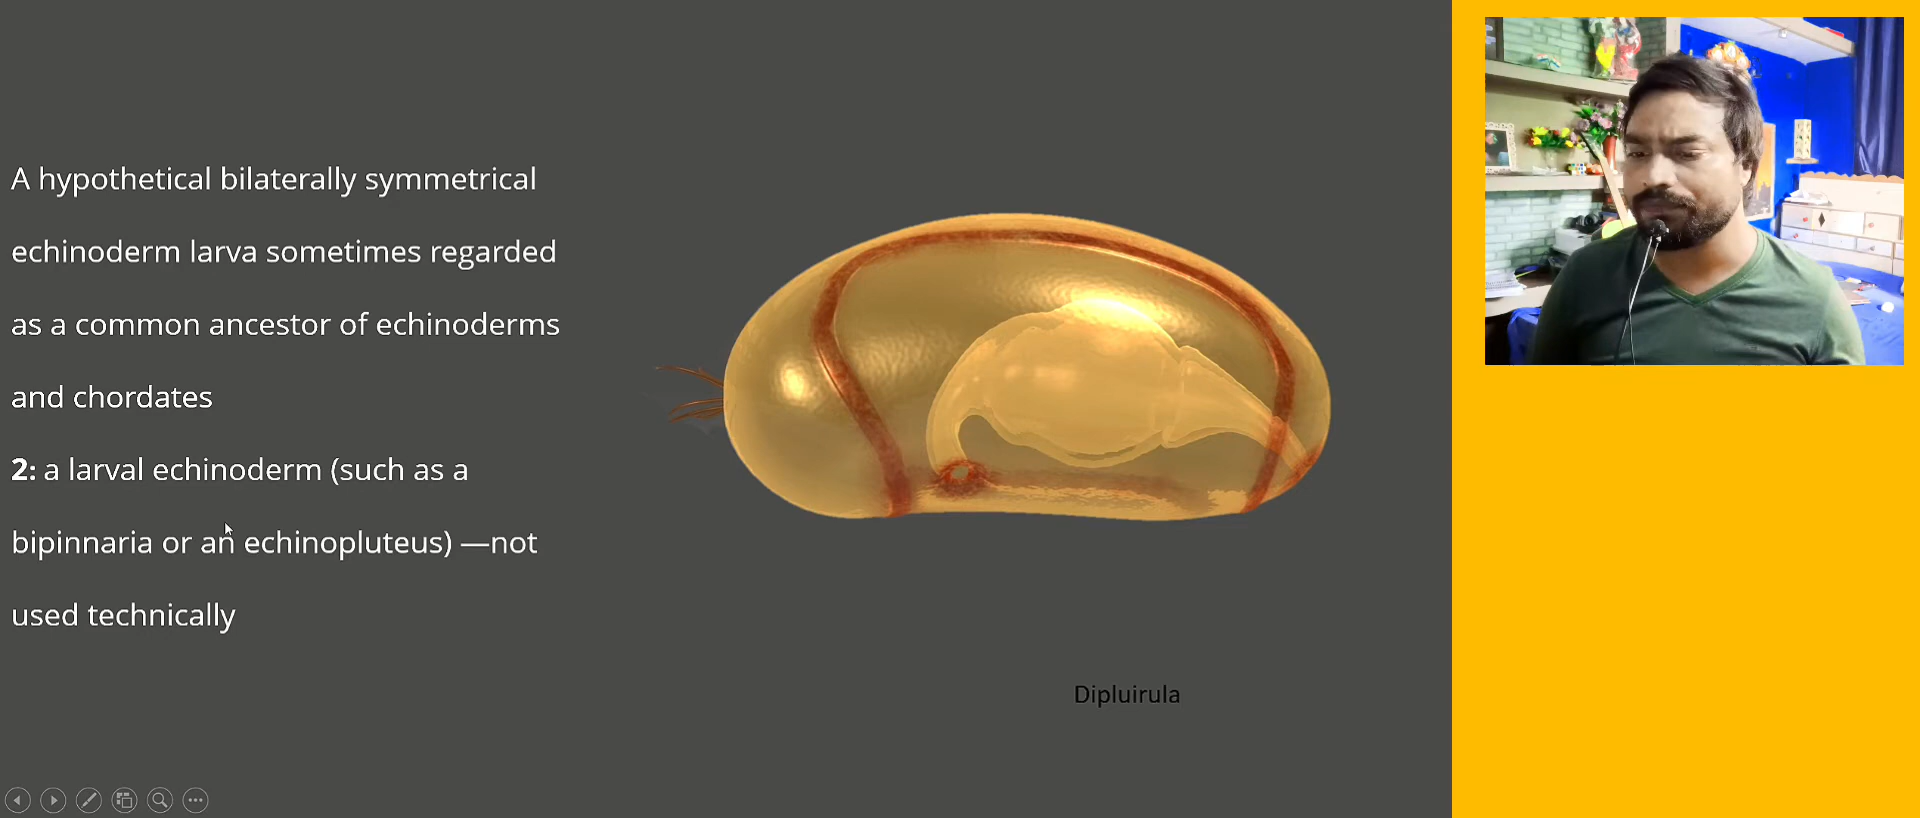 A hypothetical bilaterally symmetrical
echinoderm larva sometimes regarded
as a common ancestor of echinoderms
and chordates
2: a larval echinoderm (such as a
bipinnaria or an echinopluteus) —not
used technically
Dipluirula